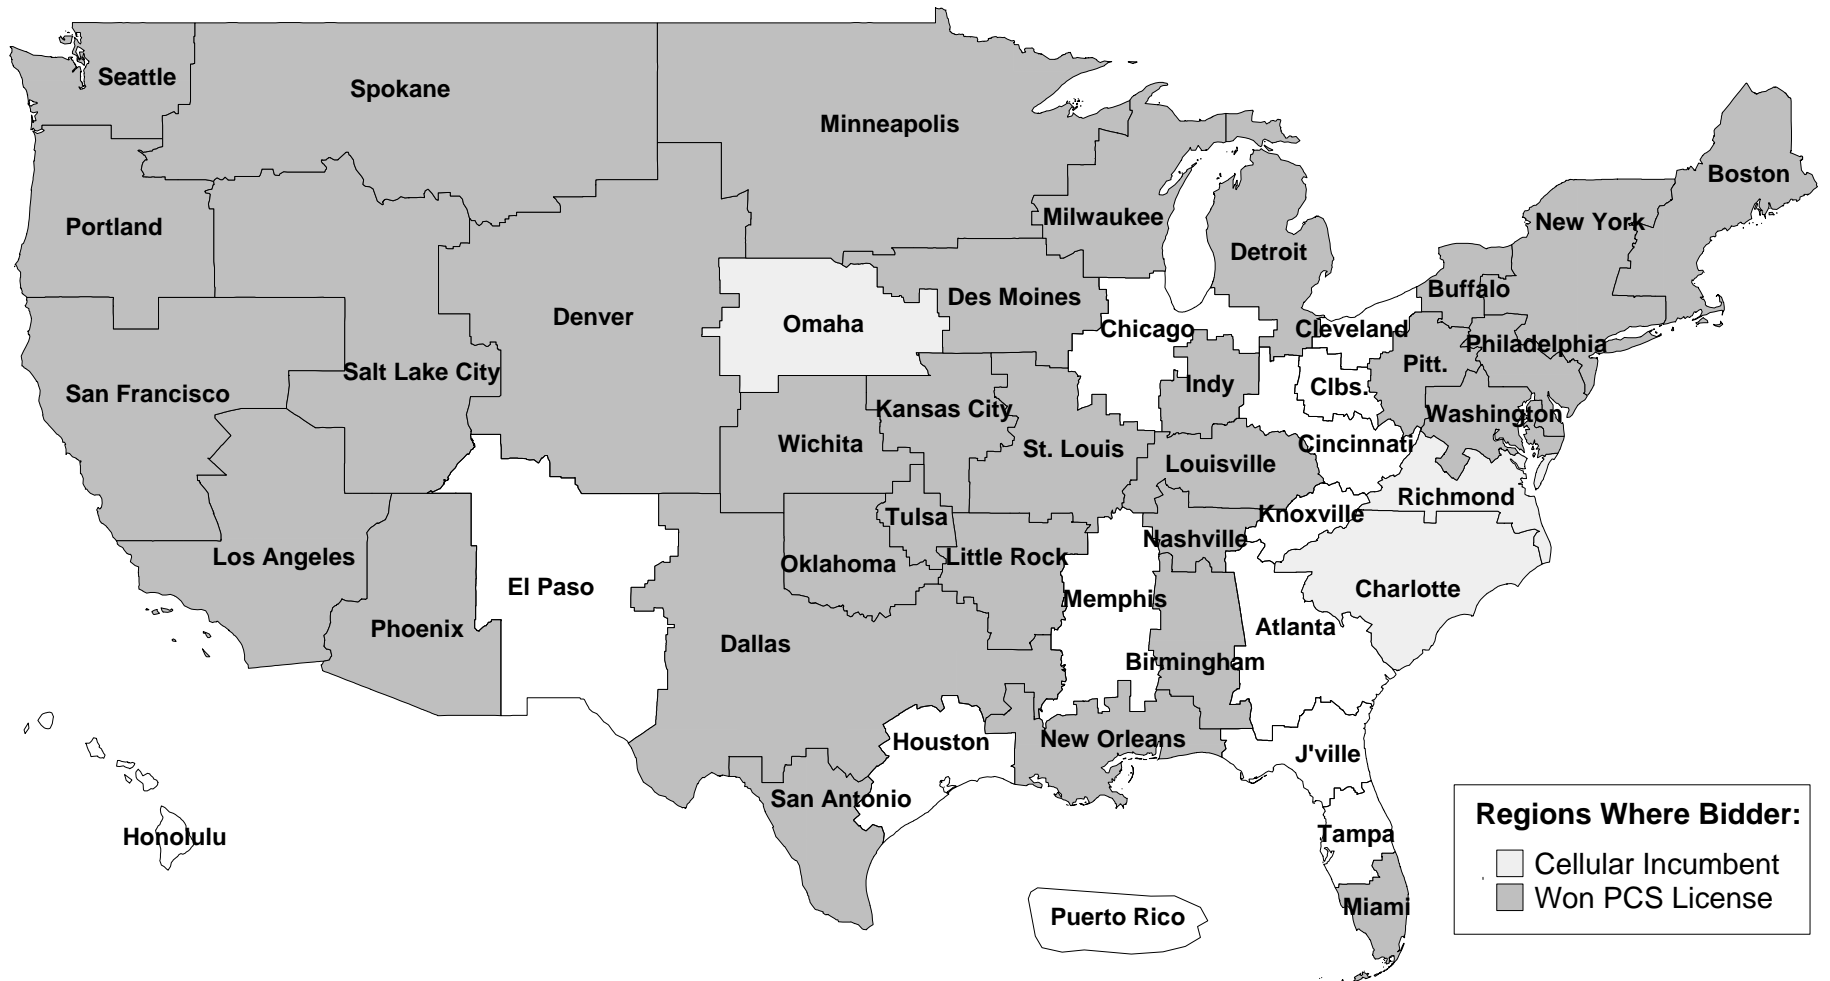 Seattle
Spokane
Minneapolis
Boston
Portland
Milwaukee
New York
Detroit
Buffalo
Des Moines
Denver
Omaha
Chicago
Cleveland
Philadelphia
Pitt.
Salt Lake City
San Francisco
Indy
Clbs.
Kansas City
Washington
Wichita
St. Louis
Cincinnati
Louisville
Richmond
Tulsa
Knoxville
Nashville
Los Angeles
Oklahoma
Little Rock
El Paso
Charlotte
Memphis
Phoenix
Atlanta
Dallas
Birmingham
Houston
New Orleans
J'ville
San Antonio
Honolulu
Tampa
Miami
Puerto Rico
Regions Where Bidder:
Cellular Incumbent
Won PCS License